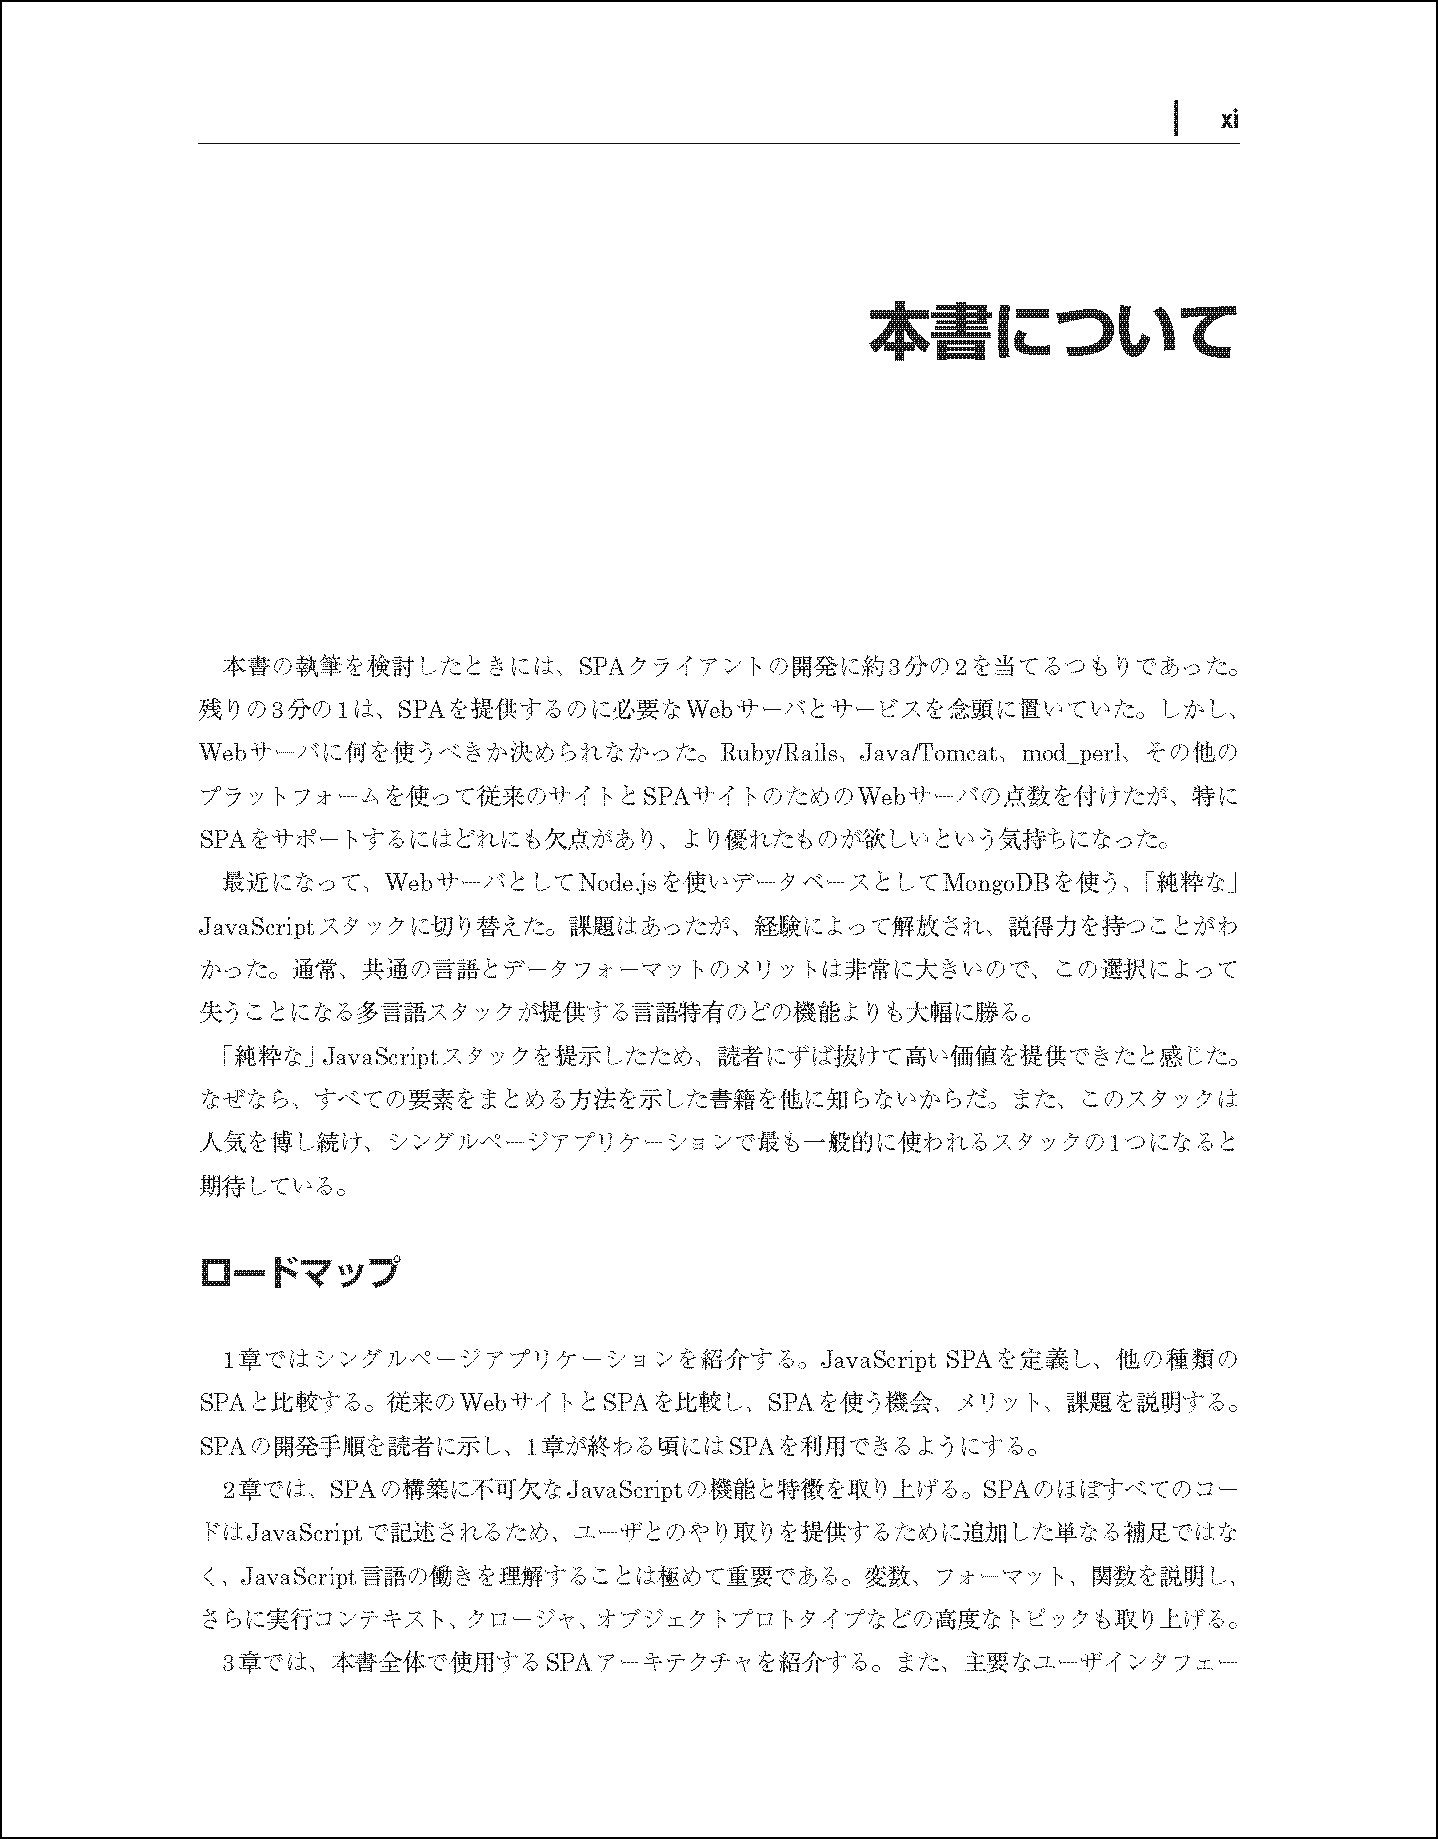 xi
本書について
本書の執筆を検討したときには、SPAクライアントの開発に約3分の2を当てるつもりであった。
残りの3分の1は、SPAを提供するのに必要なWebサーバとサービスを念頭に置いていた。しかし、
Webサーバに何を使うべきか決められなかった。Ruby/Rails、Java/Tomcat、mod_perl、その他の
プラットフォームを使って従来のサイトとSPAサイトのためのWebサーバの点数を付けたが、特に
SPAをサポートするにはどれにも欠点があり、より優れたものが欲しいという気持ちになった。
最近になって、WebサーバとしてNode.jsを使いデータベースとしてMongoDBを使う、「純粋な」
JavaScriptスタックに切り替えた。課題はあったが、経験によって解放され、説得力を持つことがわ
かった。通常、共通の言語とデータフォーマットのメリットは非常に大きいので、この選択によって
失うことになる多言語スタックが提供する言語特有のどの機能よりも大幅に勝る。
「純粋な」JavaScriptスタックを提示したため、読者にずば抜けて高い価値を提供できたと感じた。
なぜなら、すべての要素をまとめる方法を示した書籍を他に知らないからだ。また、このスタックは
人気を博し続け、シングルページアプリケーションで最も一般的に使われるスタックの1つになると
期待している。
ロードマップ
1章ではシングルページアプリケーションを紹介する。JavaScript SPAを定義し、他の種類の
SPAと比較する。従来のWebサイトとSPAを比較し、SPAを使う機会、メリット、課題を説明する。
SPAの開発手順を読者に示し、1章が終わる頃にはSPAを利用できるようにする。
2章では、SPAの構築に不可欠なJavaScriptの機能と特徴を取り上げる。SPAのほぼすべてのコー
ドはJavaScriptで記述されるため、ユーザとのやり取りを提供するために追加した単なる補足ではな
く、JavaScript言語の働きを理解することは極めて重要である。変数、フォーマット、関数を説明し、
さらに実行コンテキスト、クロージャ、オブジェクトプロトタイプなどの高度なトピックも取り上げる。
3章では、本書全体で使用するSPAアーキテクチャを紹介する。また、主要なユーザインタフェー